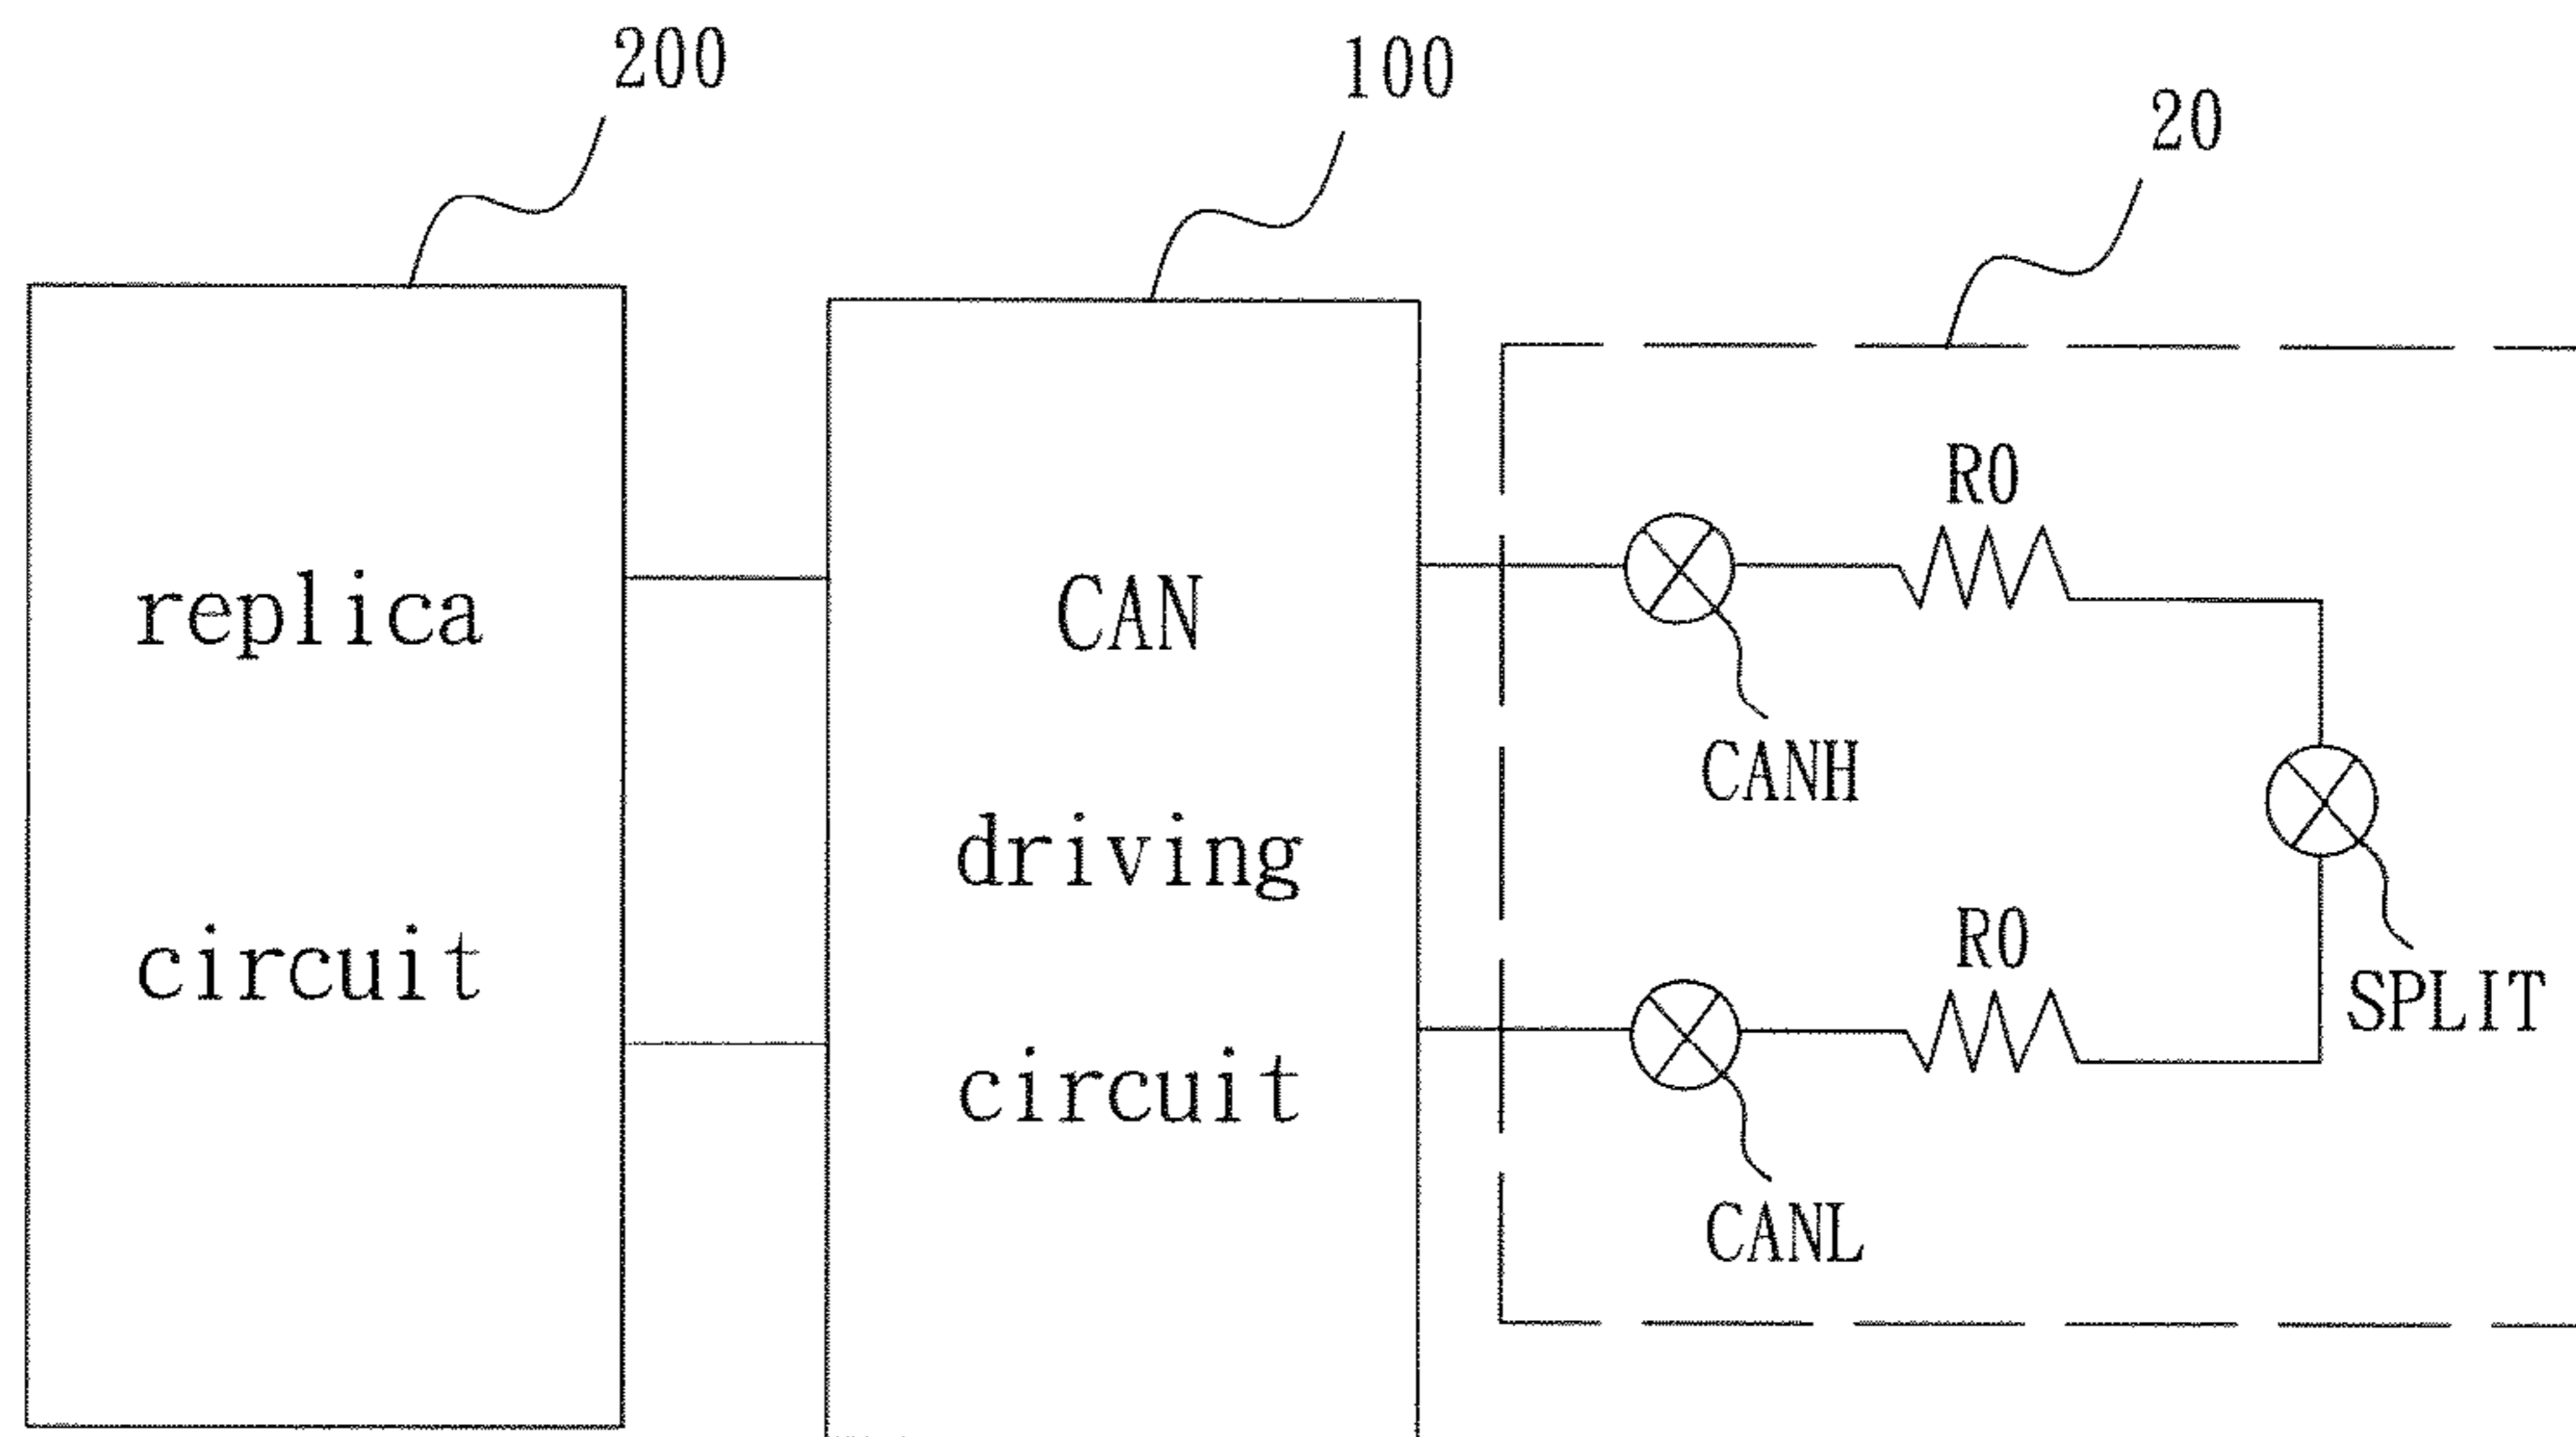 200
100
20
replica
circuit
CAN
driving
circuit
R0
CANH
R0
SPLIT
CANL